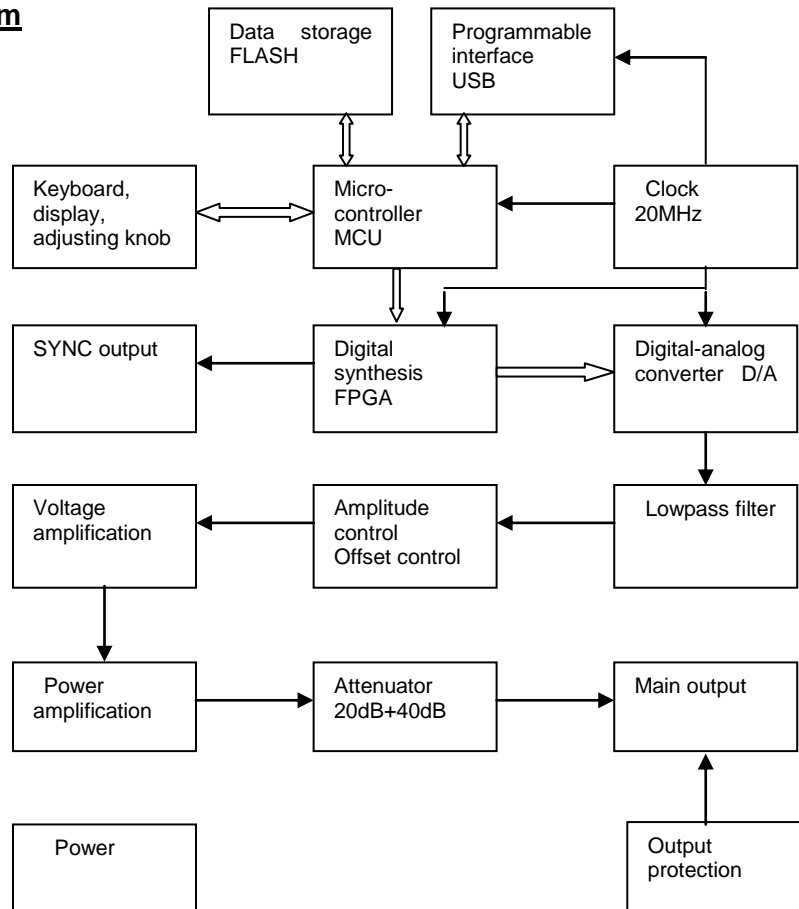 m
Data storage
FLASH
Programmable
interface
USB
Keyboard,
display,
adjusting knob
Micro-
controller
MCU
Clock
20MHz
SYNC output
Digital
synthesis
FPGA
Digital-analog
converter D/A
Voltage
amplification
Amplitude
control
Offset control
Lowpass filter
Power
amplification
Attenuator
20dB+40dB
Main output
Power
Output
protection